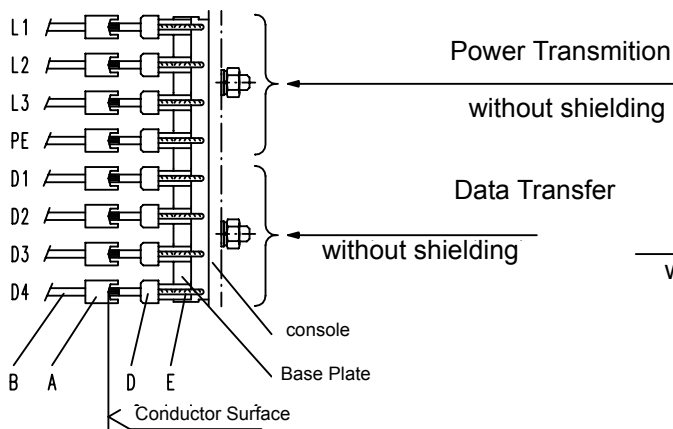 L1
L2
L3
PE
D1
D2
D3
D4
Power Transmition
without shielding
Data Transfer
without shielding
console
Base Plate
B A D E
Conductor Surface